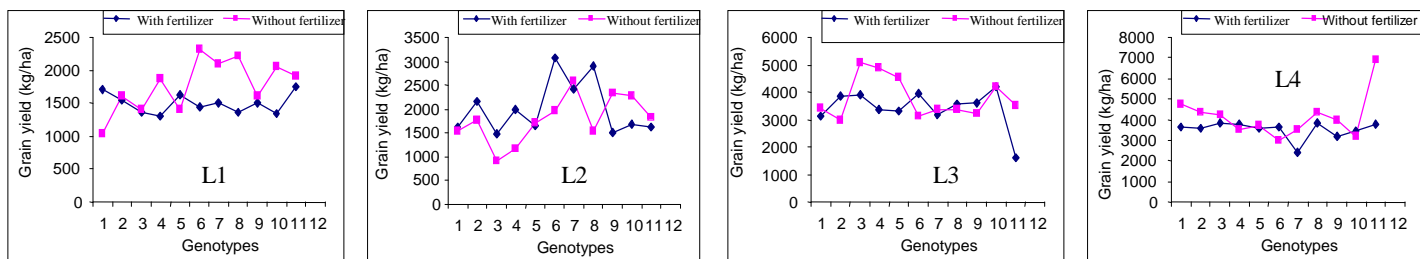 With fertilizer Without fertilizer
Grain yield (kg/ha)
2500
2000
1500
1000
500
0
L1
1 2 3 4 5 6 7 8 9 10 11 12
Genotypes
With fertilizer Without fertilizer
Grain yield (kg/ha)
3500
3000
2500
2000
1500
1000
500
0
L2
1 2 3 4 5 6 7 8 9 10 11 12
Genotypes
With fertilizer Without fertilizer
Grain yield (kg/ha)
6000
5000
4000
3000
2000
1000
0
L3
1 2 3 4 5 6 7 8 9 10 11 12
Genotypes
With fertilizer Without fertilizer
Grain yield (kg/ha)
8000
7000
6000
5000
4000
3000
2000
1000
0
L4
1 2 3 4 5 6 7 8 9 10 11 12
Genotypes